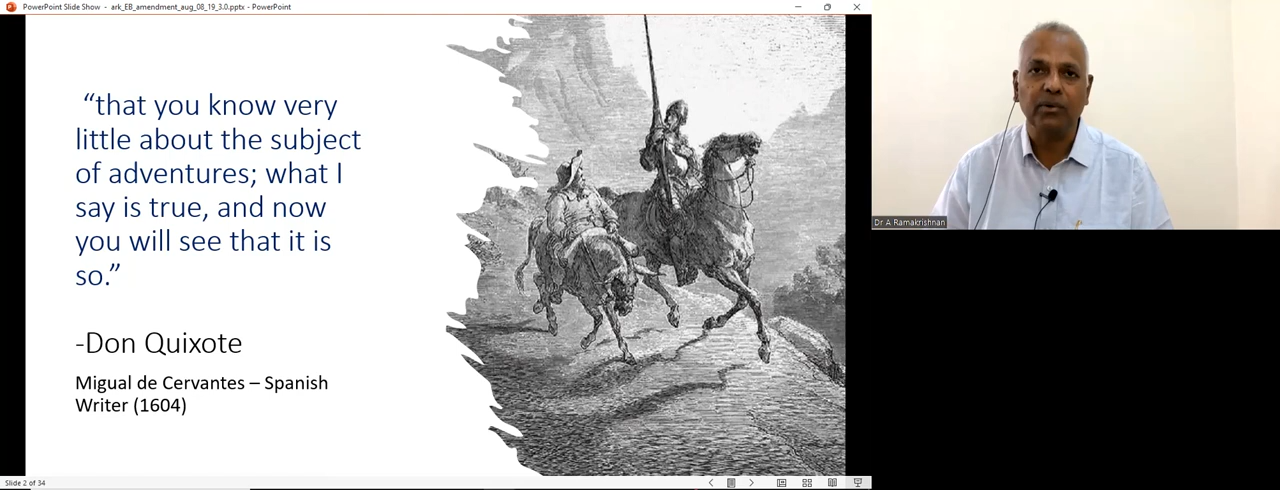 PowerPoint Slide Show - ark_EB_amendment_aug_08_19_3.0.pptx - PowerPoint
“that you know very
little about the subject
of adventures; what I
say is true, and now
you will see that it is
so.”
-Don Quixote
Migual de Cervantes – Spanish
Writer (1604)
Dr A Ramakrishnan
Slide 2 of 34